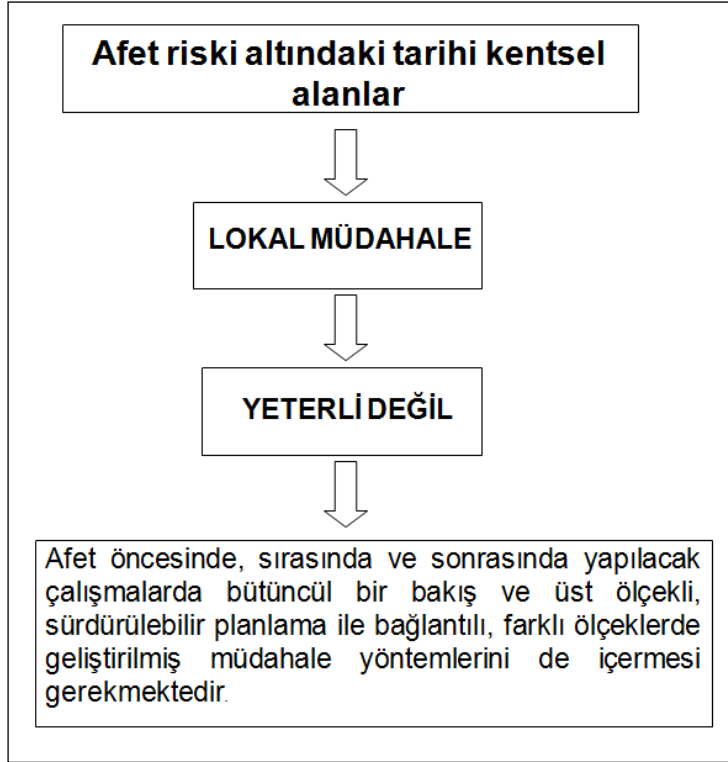 Afet riski altındaki tarihi kentsel
alanlar
LOKAL MÜDAHALE
YETERLİ DEĞİL
Afet öncesinde, sırasında ve sonrasında yapılacak
çalışmalarda bütüncül bir bakış ve üst ölçekli,
sürdürülebilir planlama ile bağlantılı, farklı ölçeklerde
geliştirilmiş müdahale yöntemlerini de içermesi
gerekmektedir.